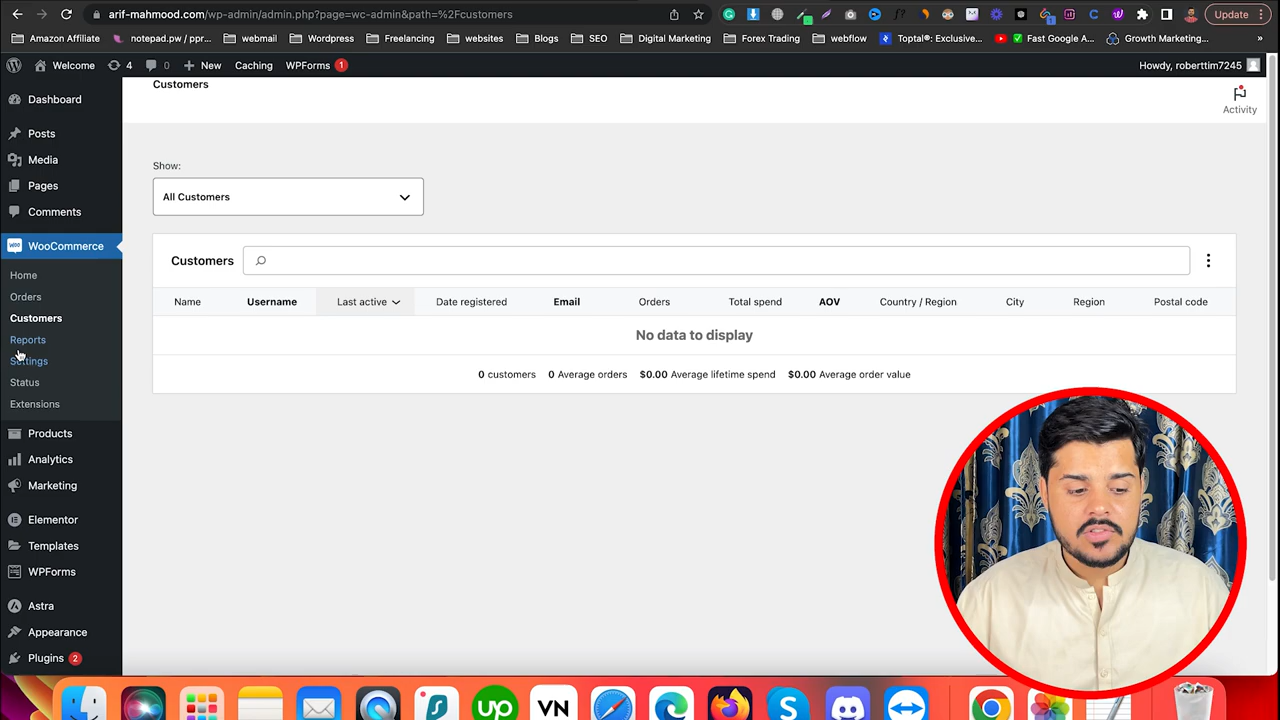 arif-mahmood.com/wp-admin/admin.php?page=wc-admin&path=%2Fcustomers
Update
Amazon Affiliate
notepad.pw / ppr...
webmail
Wordpress
Freelancing
websites
Blogs
SEO
Digital Marketing
Forex Trading
webflow
Toptal®: Exclusive...
Fast Google A...
Growth Marketing...
»
Welcome
4
0
New
Caching
WPForms
1
Howdy, roberttim7245
Dashboard
Posts
Media
Pages
Comments
WooCommerce
Home
Orders
Customers
Reports
Settings
Status
Extensions
Products
Analytics
Marketing
Elementor
Templates
WPForms
Astra
Appearance
Plugins 2
Customers
Activity
Show:
All Customers
Customers
Name
Username
Last active
Date registered
Email
Orders
Total spend
AOV
Country / Region
City
Region
Postal code
No data to display
0 customers
0 Average orders
$0.00 Average lifetime spend
$0.00 Average order value
up
VN